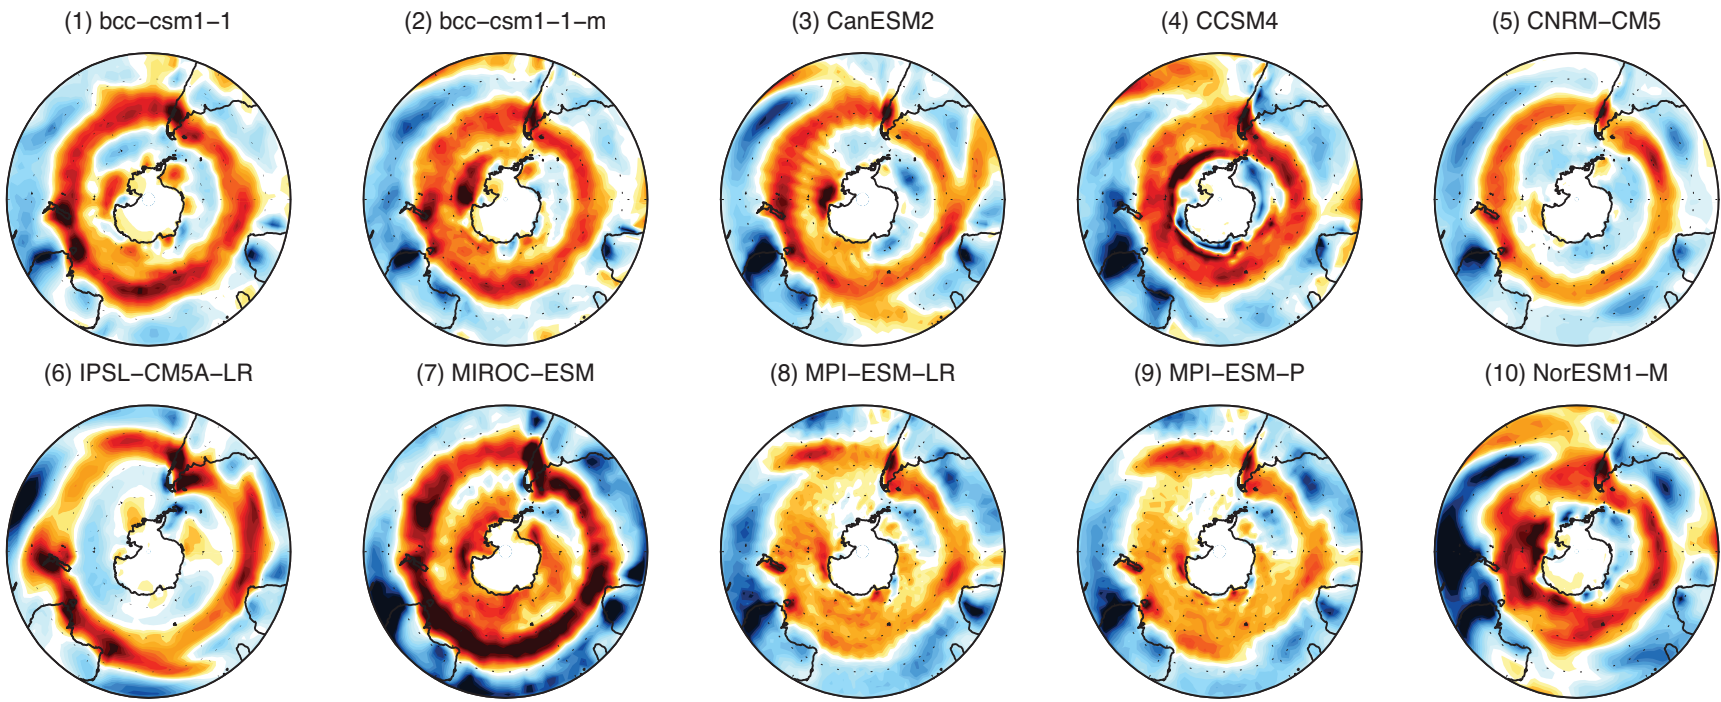 (1) bcc−csm1−1
(2) bcc−csm1−1−m
(3) CanESM2
(4) CCSM4
(5) CNRM−CM5
(6) IPSL−CM5A−LR
(7) MIROC−ESM
(8) MPI−ESM−LR
(9) MPI−ESM−P
(10) NorESM1−M